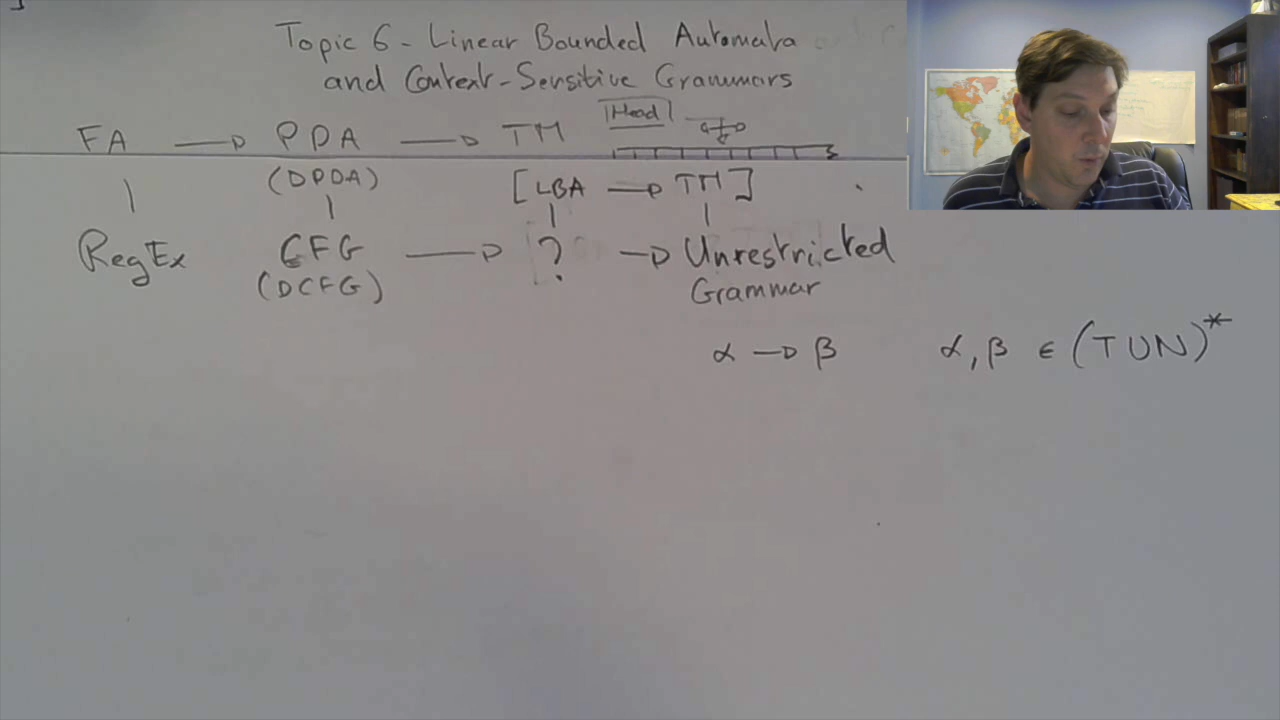 Topic 6 - Linear Bounded Automata
and Context-Sensitive Grammars
Head
FA → PDA → TM
(DPDA) [LBA → TM]
RegEx CFG → ? → Unrestricted
(DCFG) Grammar
α → β α, β ∈ (T ∪ N)*